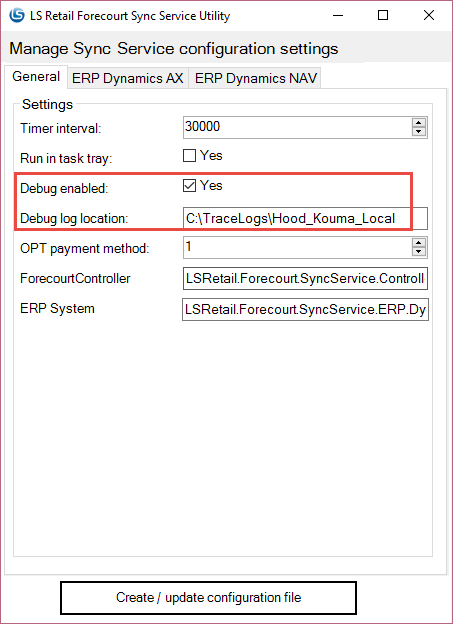 LS Retail Forecourt Sync Service Utility
Manage Sync Service configuration settings
General ERP Dynamics AX ERP Dynamics NAV
Settings
Timer interval: 30000
Run in task tray: Yes
Debug enabled: Yes
Debug log location: C:\TraceLogs\Hood_Kouma_Local
OPT payment method: 1
ForecourtController LSRetail.Forecourt.SyncService.Controll
ERP System LSRetail.Forecourt.SyncService.ERP.Dy
Create / update configuration file